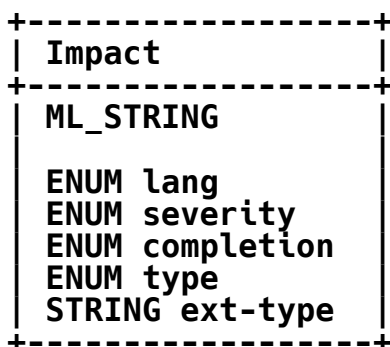 +------------------+
| Impact           |
+------------------+
| ML_STRING        |
|                  |
| ENUM lang        |
| ENUM severity    |
| ENUM completion  |
| ENUM type        |
| STRING ext-type  |
+------------------+